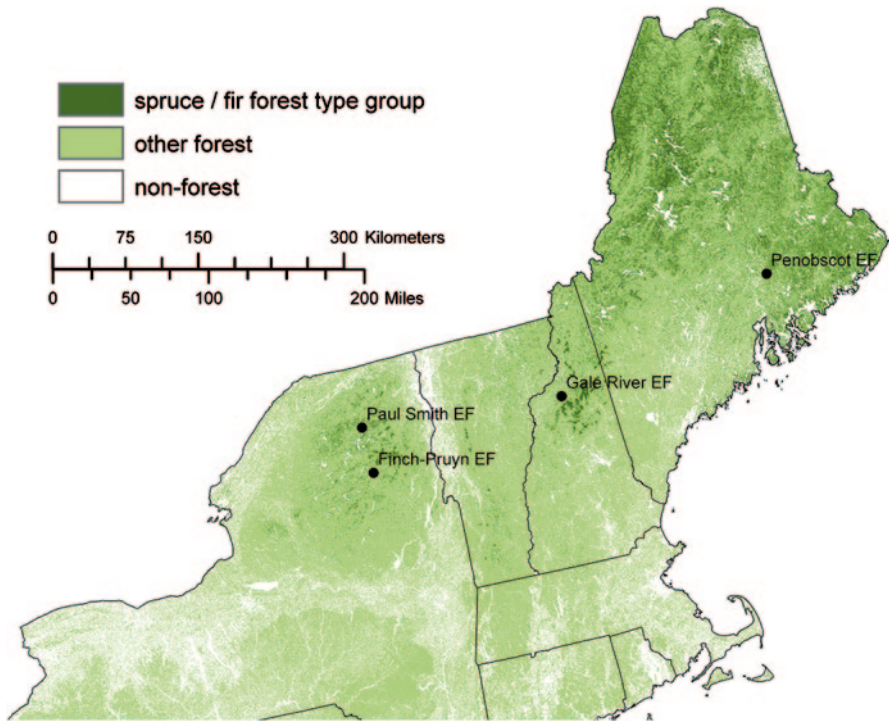 spruce / fir forest type group
other forest
non-forest
0 75 150 300 Kilometers
0 50 100 200 Miles
Penobscot EF
Gale River EF
Paul Smith EF
Finch-Pruyn EF